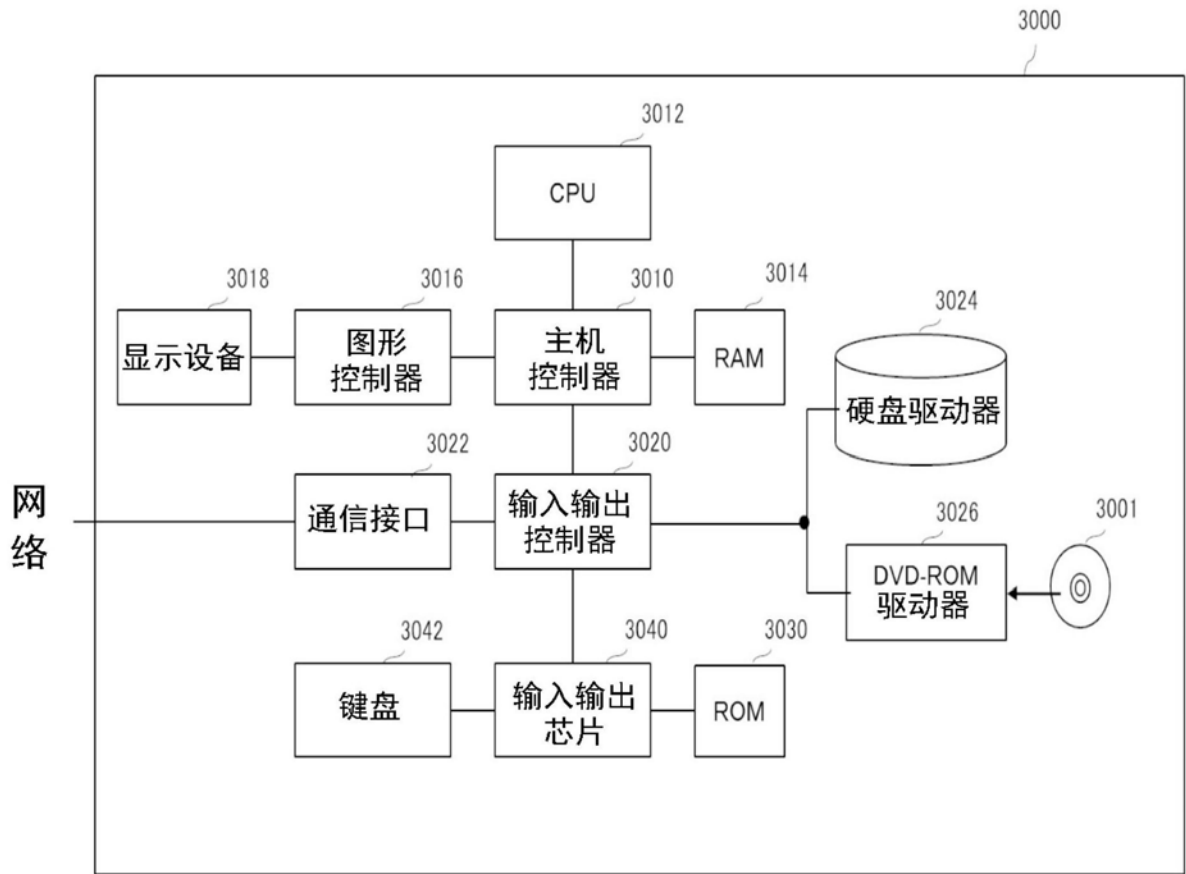 3000
3012
CPU
3018
3016
3010
3014
3024
显示设备
图形
控制器
主机
控制器
RAM
硬盘驱动器
3022
3020
网
络
通信接口
输入输出
控制器
3026
3001
DVD-ROM
驱动器
3042
3040
3030
键盘
输入输出
芯片
ROM